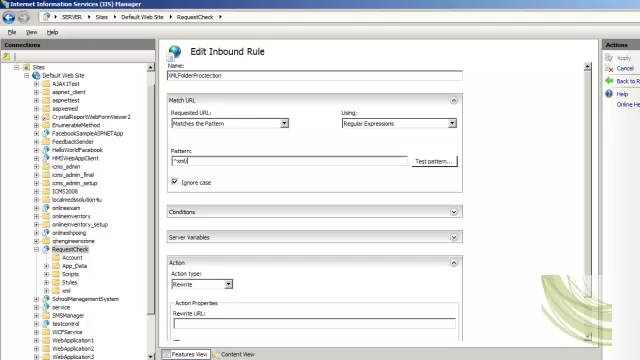 Internet Information Services (IIS) Manager
SERVER ▸ Sites ▸ Default Web Site ▸ RequestCheck ▸
File View Help
Connections
Sites
Default Web Site
AJAX1Test
aspnet_client
aspnettest
aspxemed
CrystalReportWebFormViewer2
EnumerableMethod
FacebookSampleASPNETApp
FeedbackSender
HelloWorldFacebook
HMSWebAppClient
icms_admin
icms_admin_final
icms_admin_setup
ICMS2008
localmedssolution4u
onlineexam
onlineinventory
onlineinventory_setup
onlineshpoing
qhengineerszone
RequestCheck
Account
App_Data
Scripts
Styles
xml
SchoolManagementSystem
service
SMSManager
testcontrol
WCFService
WebApplication1
WebApplication2
WebApplication3
Edit Inbound Rule
Name:
XMLFolderProctection
Match URL
Requested URL:
Using:
Matches the Pattern
Regular Expressions
Pattern:
^xml/
Test pattern...
Ignore case
Conditions
Server Variables
Action
Action type:
Rewrite
Action Properties
Rewrite URL:
Features View
Content View
Actions
Apply
Cancel
Back to R
Help
Online He